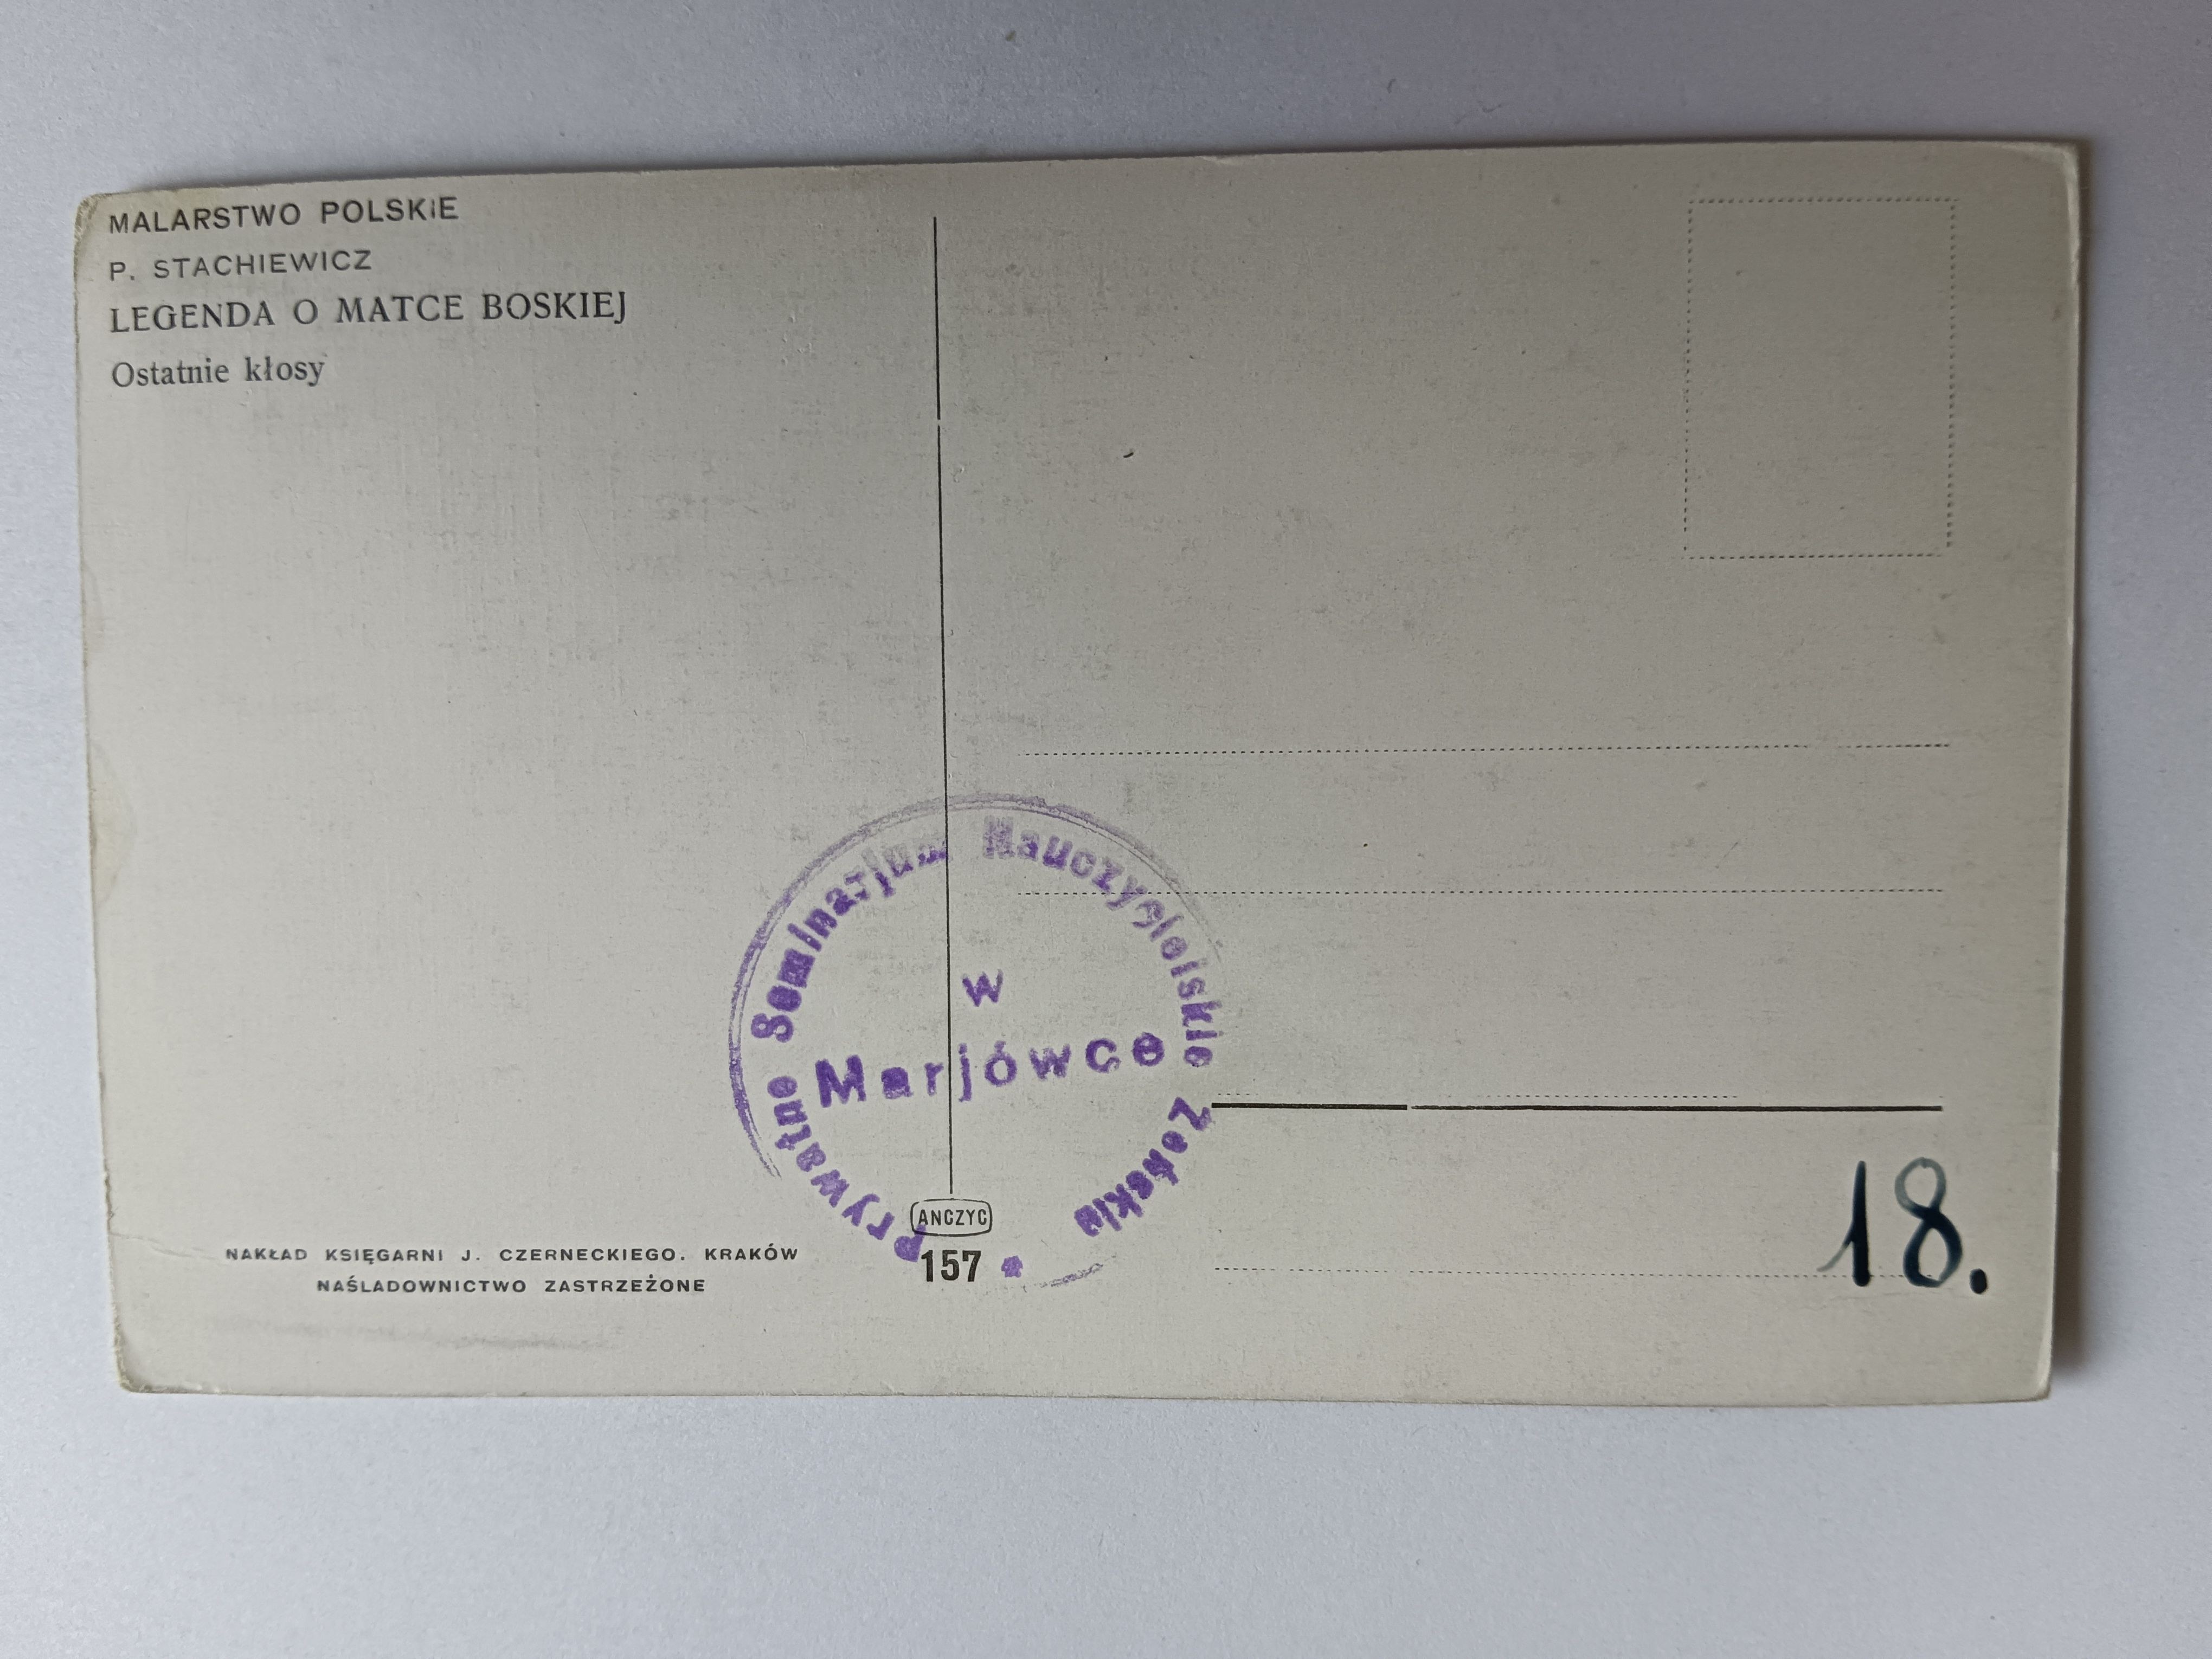 MALARSTWO POLSKIE
P. STACHIEWICZ
LEGENDA O MATCE BOSKIEJ
Ostatnie kłosy
Prywatne Seminarjum Nauczycielskie Żeńskie
w
Marjówce
ANCZYC
157
NAKŁAD KSIĘGARNI J. CZERNECKIEGO. KRAKÓW
NAŚLADOWNICTWO ZASTRZEŻONE
18.